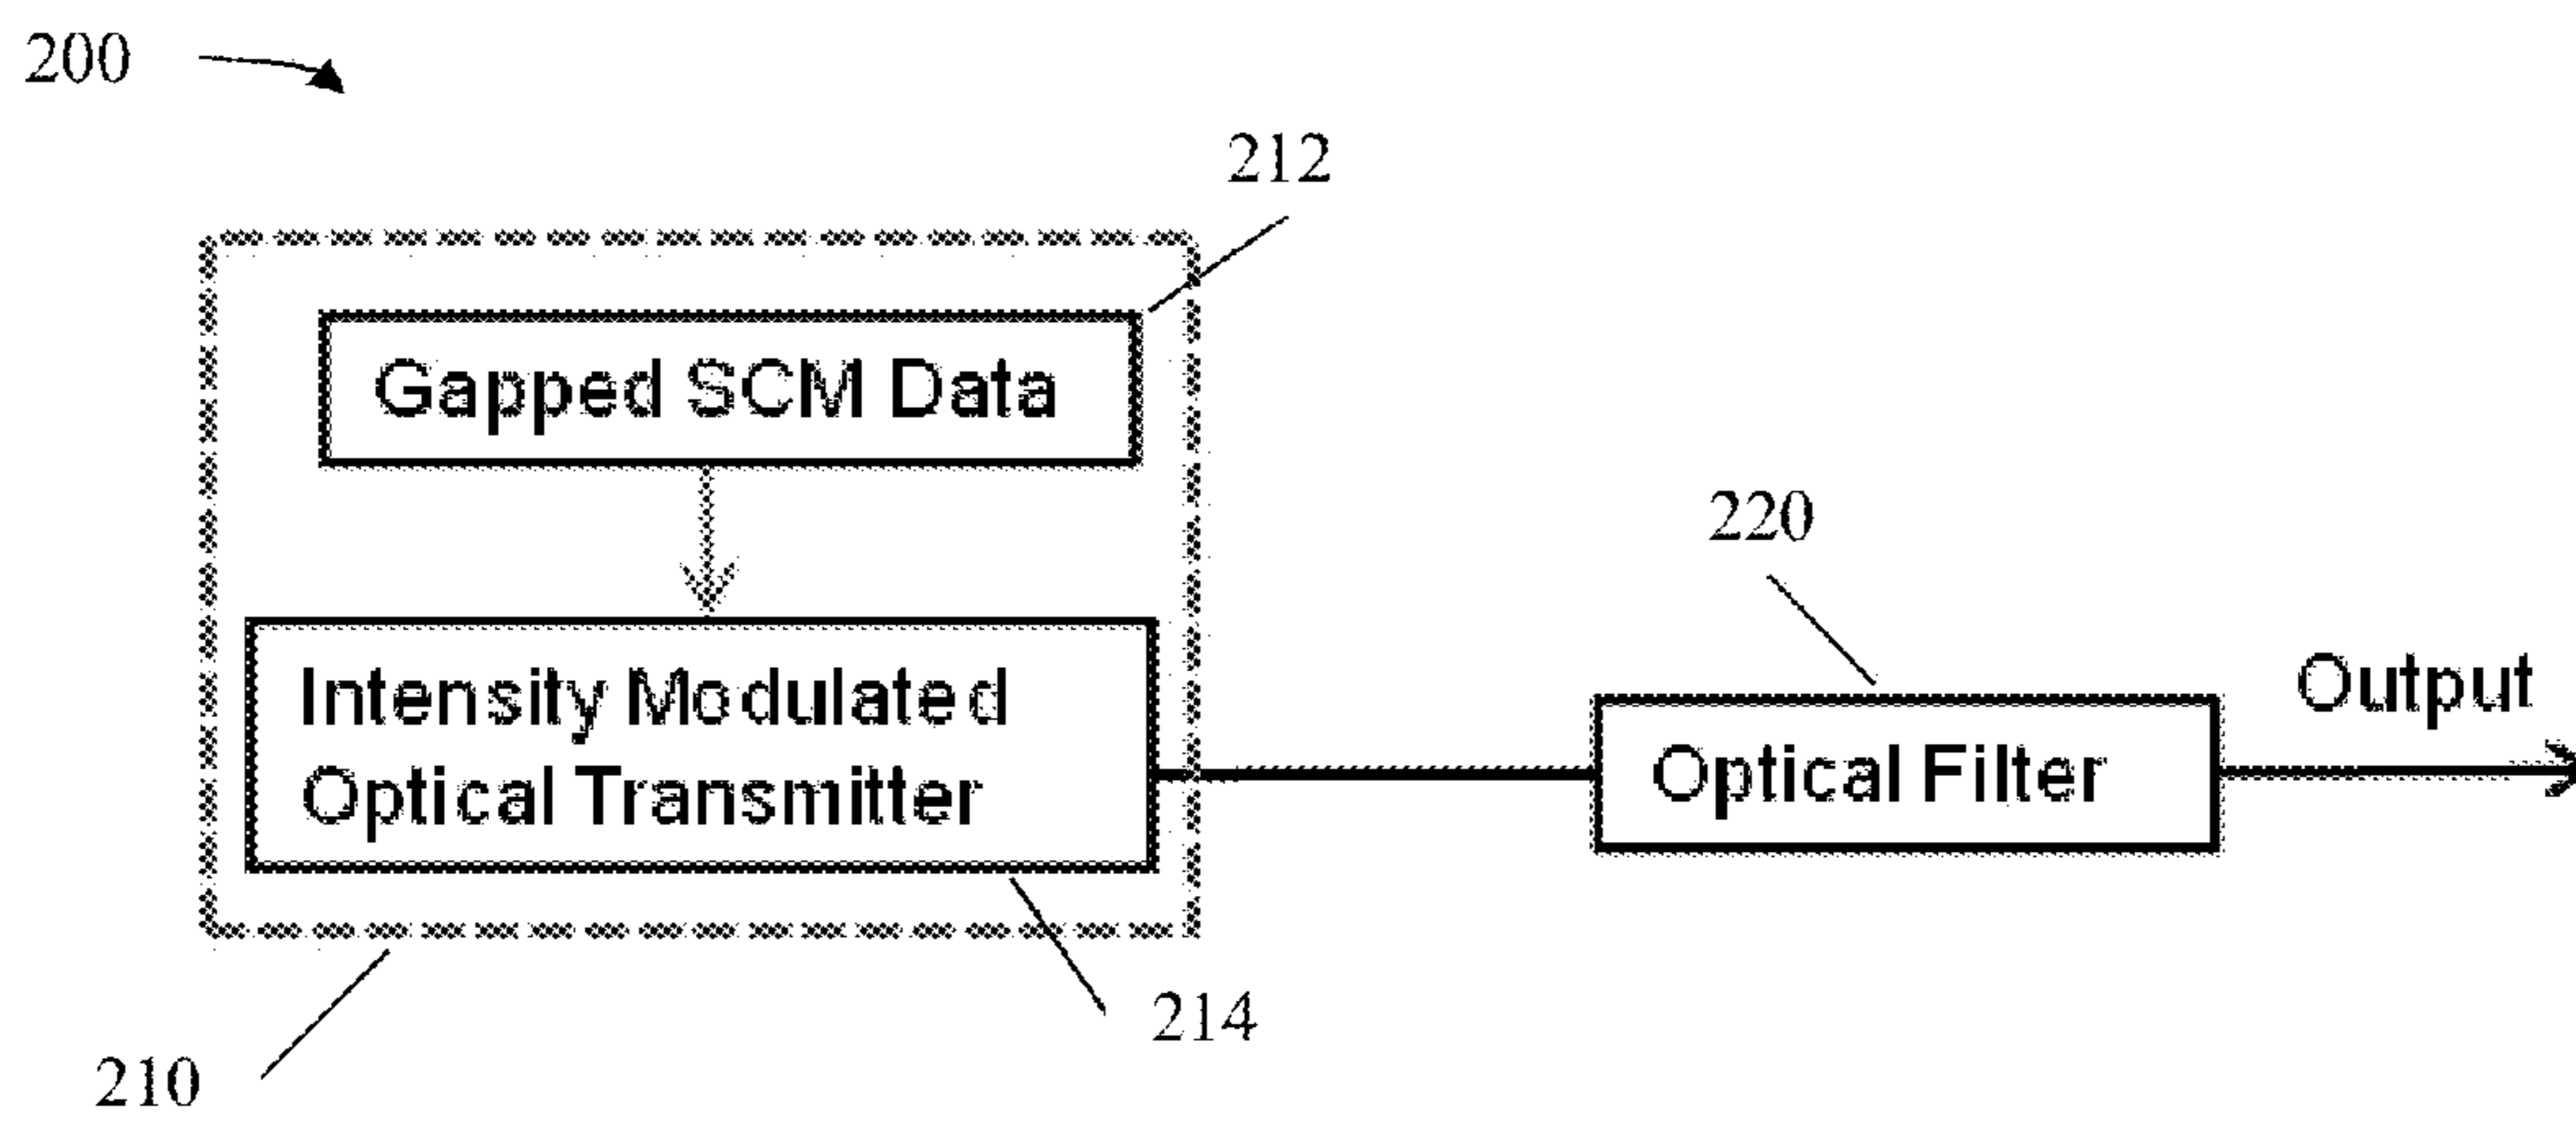 200
212
Gapped SCM Data
220
Intensity Modulated
Optical Transmitter
Output
Optical Filter
214
210